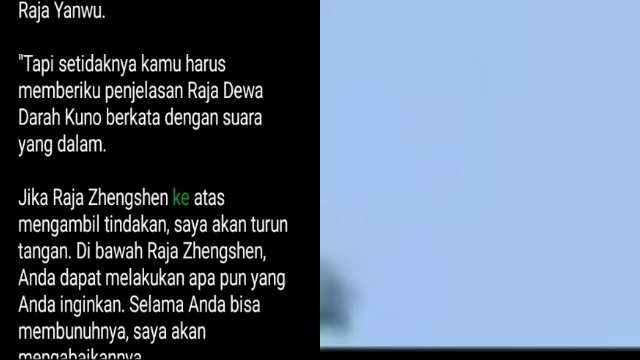 Raja Yanwu.
"Tapi setidaknya kamu harus
memberiku penjelasan Raja Dewa
Darah Kuno berkata dengan suara
yang dalam.
Jika Raja Zhengshen ke atas
mengambil tindakan, saya akan turun
tangan. Di bawah Raja Zhengshen,
Anda dapat melakukan apa pun yang
Anda inginkan. Selama Anda bisa
membunuhnya, saya akan
mengabaikannya